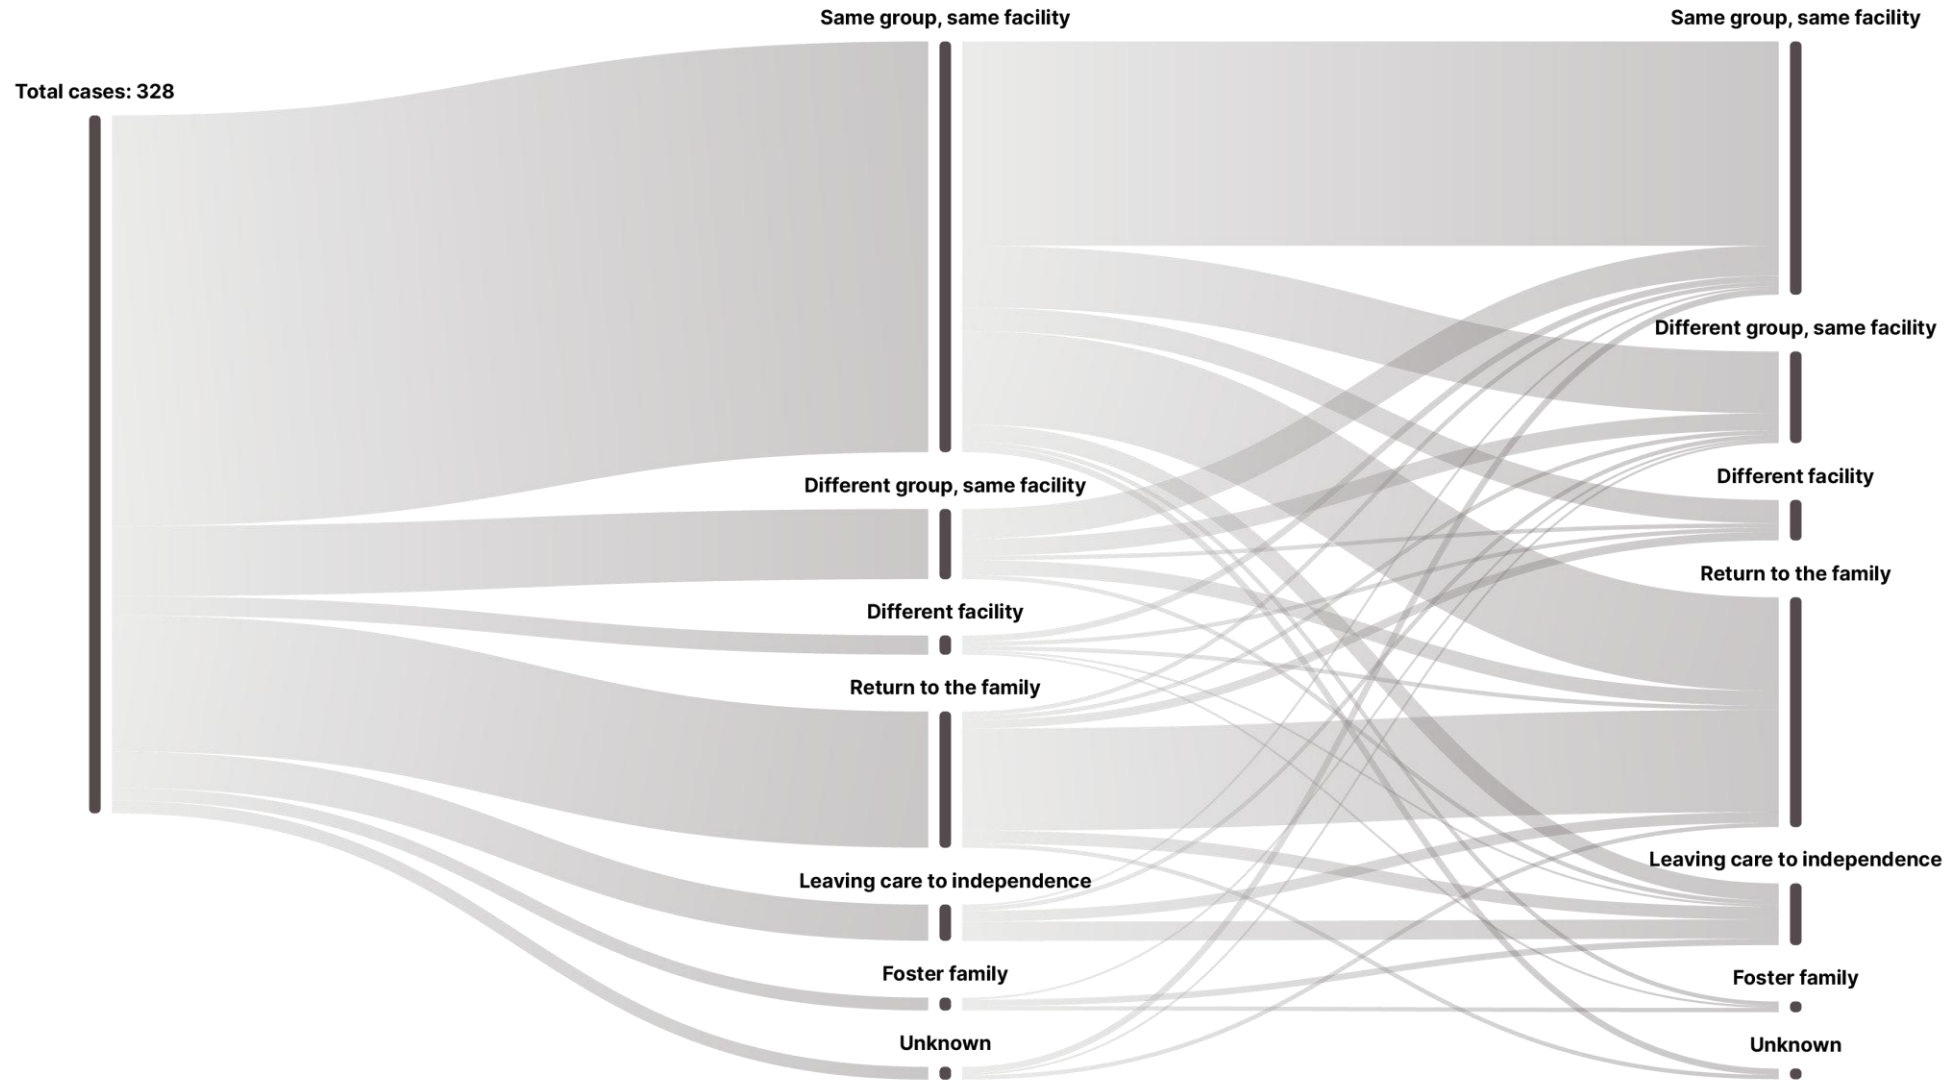 Total cases: 328
Same group, same facility
Different group, same facility
Different facility
Return to the family
Leaving care to independence
Foster family
Unknown
Same group, same facility
Different group, same facility
Different facility
Return to the family
Leaving care to independence
Foster family
Unknown